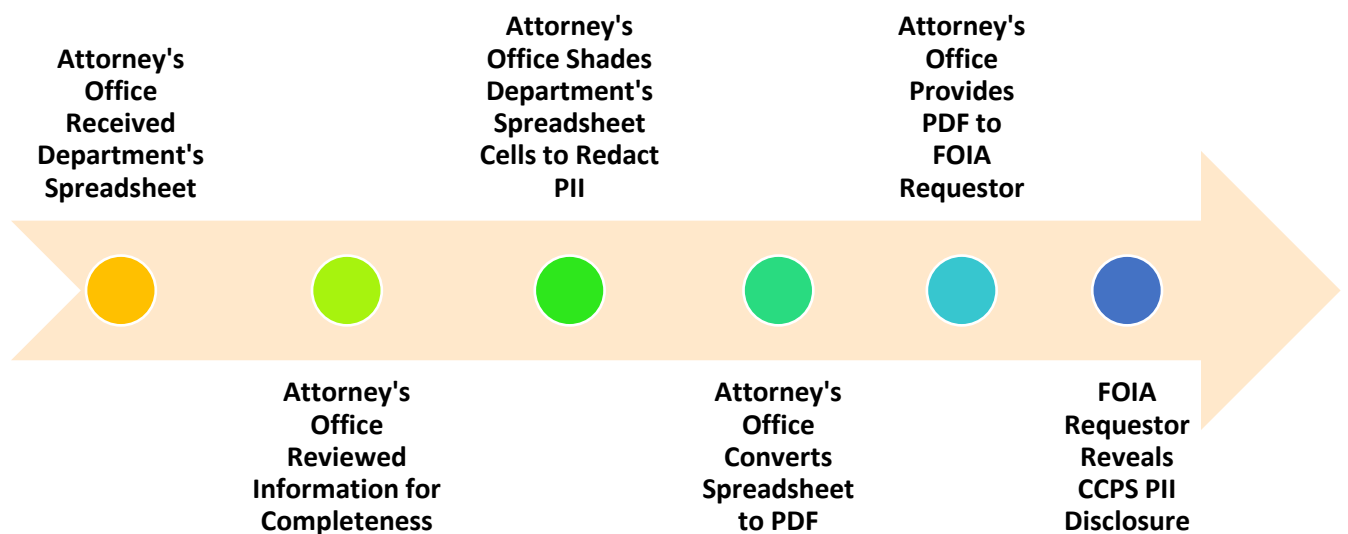 Attorney's
Office
Received
Department's
Spreadsheet
Attorney's
Office
Reviewed
Information for
Completeness
Attorney's
Office Shades
Department's
Spreadsheet
Cells to Redact
PII
Attorney's
Office
Converts
Spreadsheet
to PDF
Attorney's
Office
Provides
PDF to
FOIA
Requestor
FOIA
Requestor
Reveals
CCPS PII
Disclosure